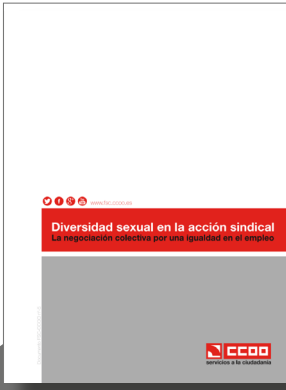 www.fsc.ccoo.es
Diversidad sexual en la acción sindical
La negociación colectiva por una igualdad en el empleo
CCOO
servicios a la ciudadanía